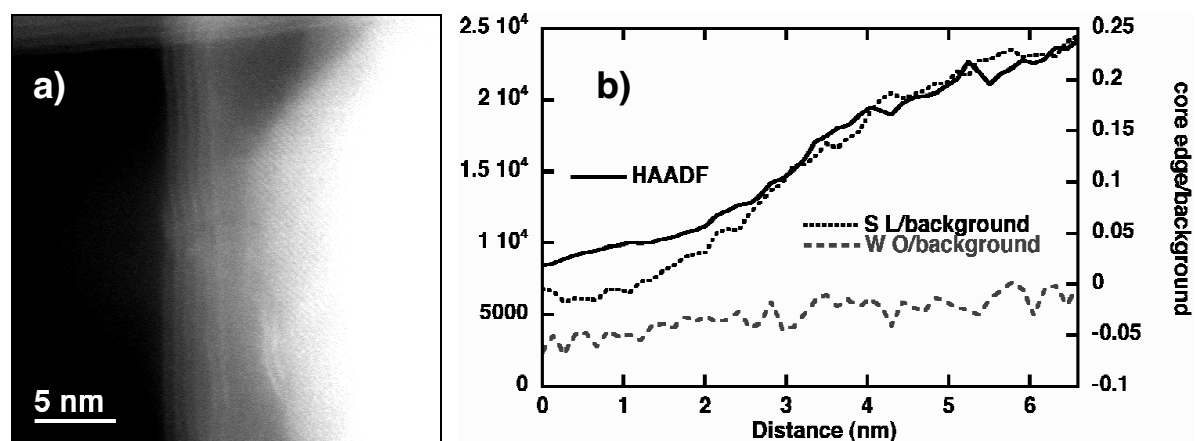 a)
5 nm
b)
2.5 10⁴
2 10⁴
1.5 10⁴
1 10⁴
5000
0
HAADF
S L/background
W O/background
0.25
0.2
0.15
0.1
0.05
0
-0.05
-0.1
core edge/background
0 1 2 3 4 5 6
Distance (nm)